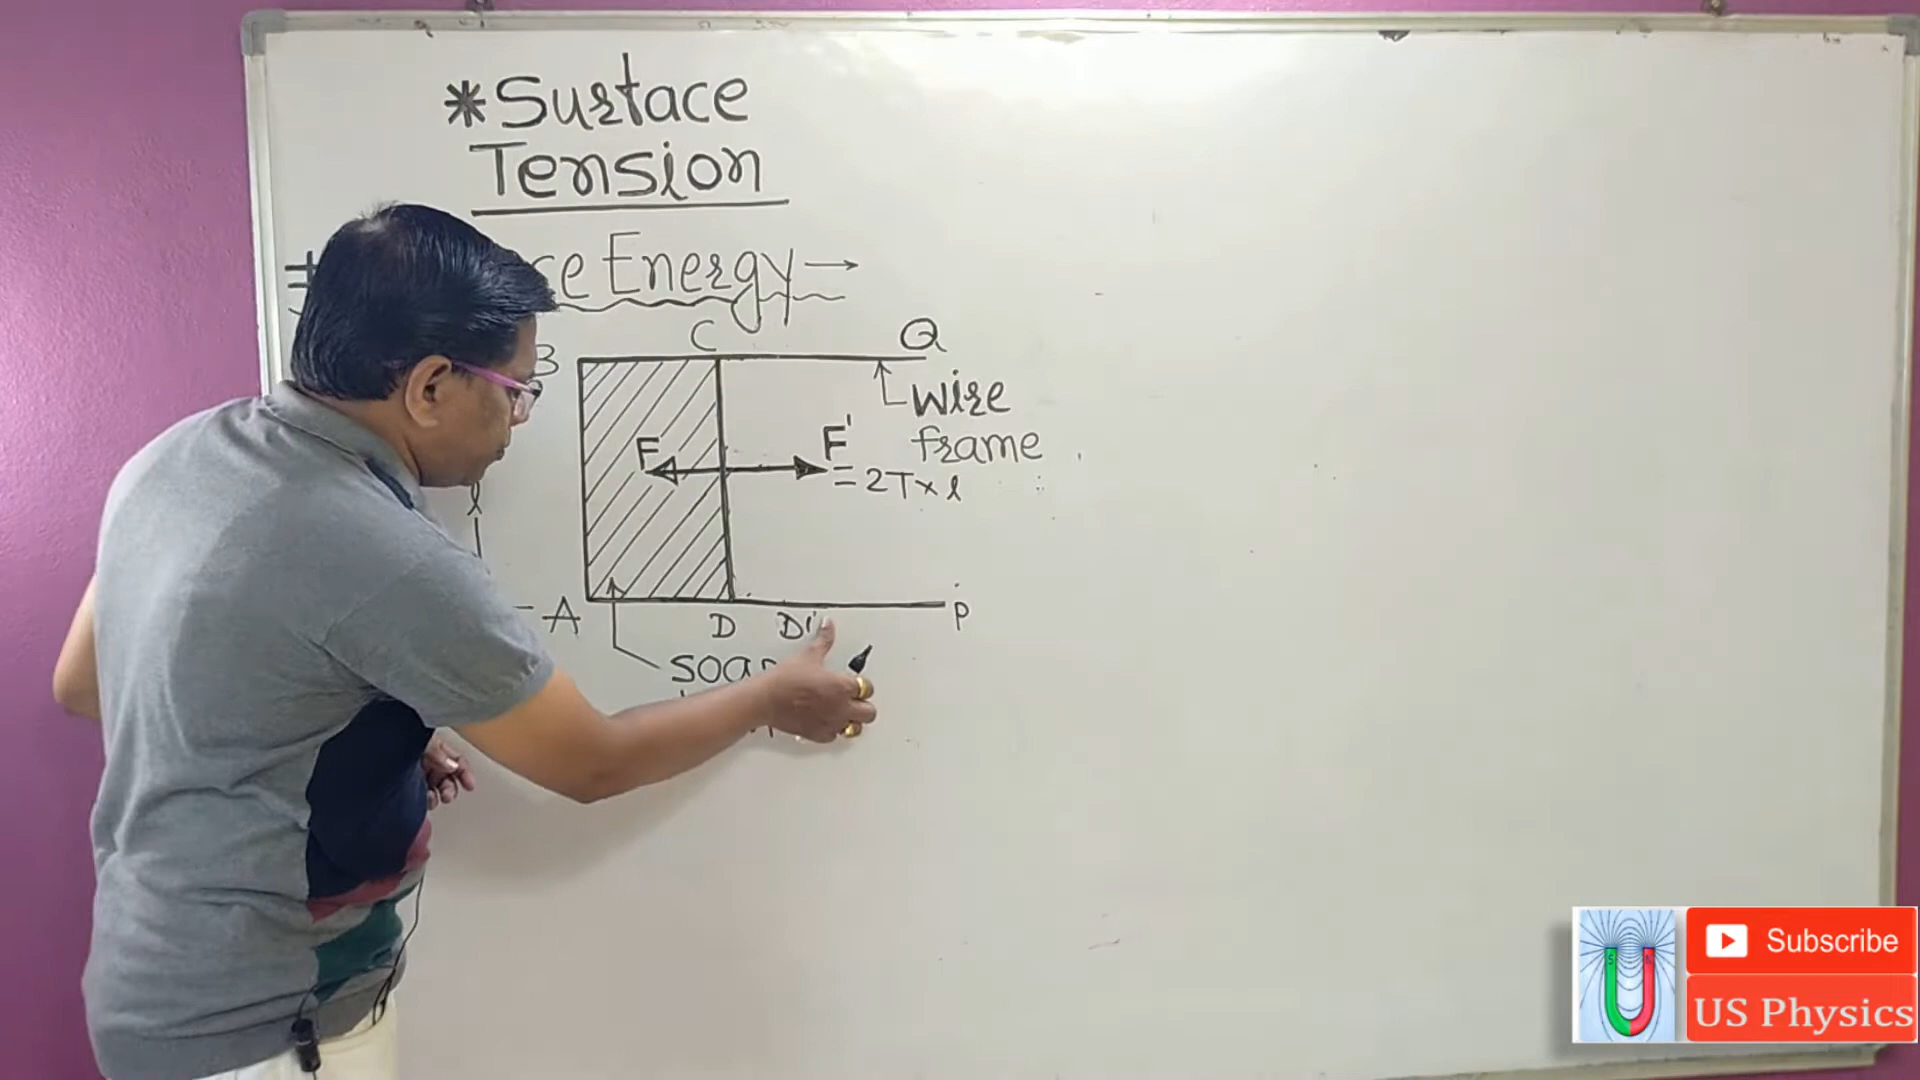 *Surface
Tension
Energy→
B
C
Q
wire
frame
F
F'
= 2T×l
l
A
D
D'
P
Subscribe
US Physics